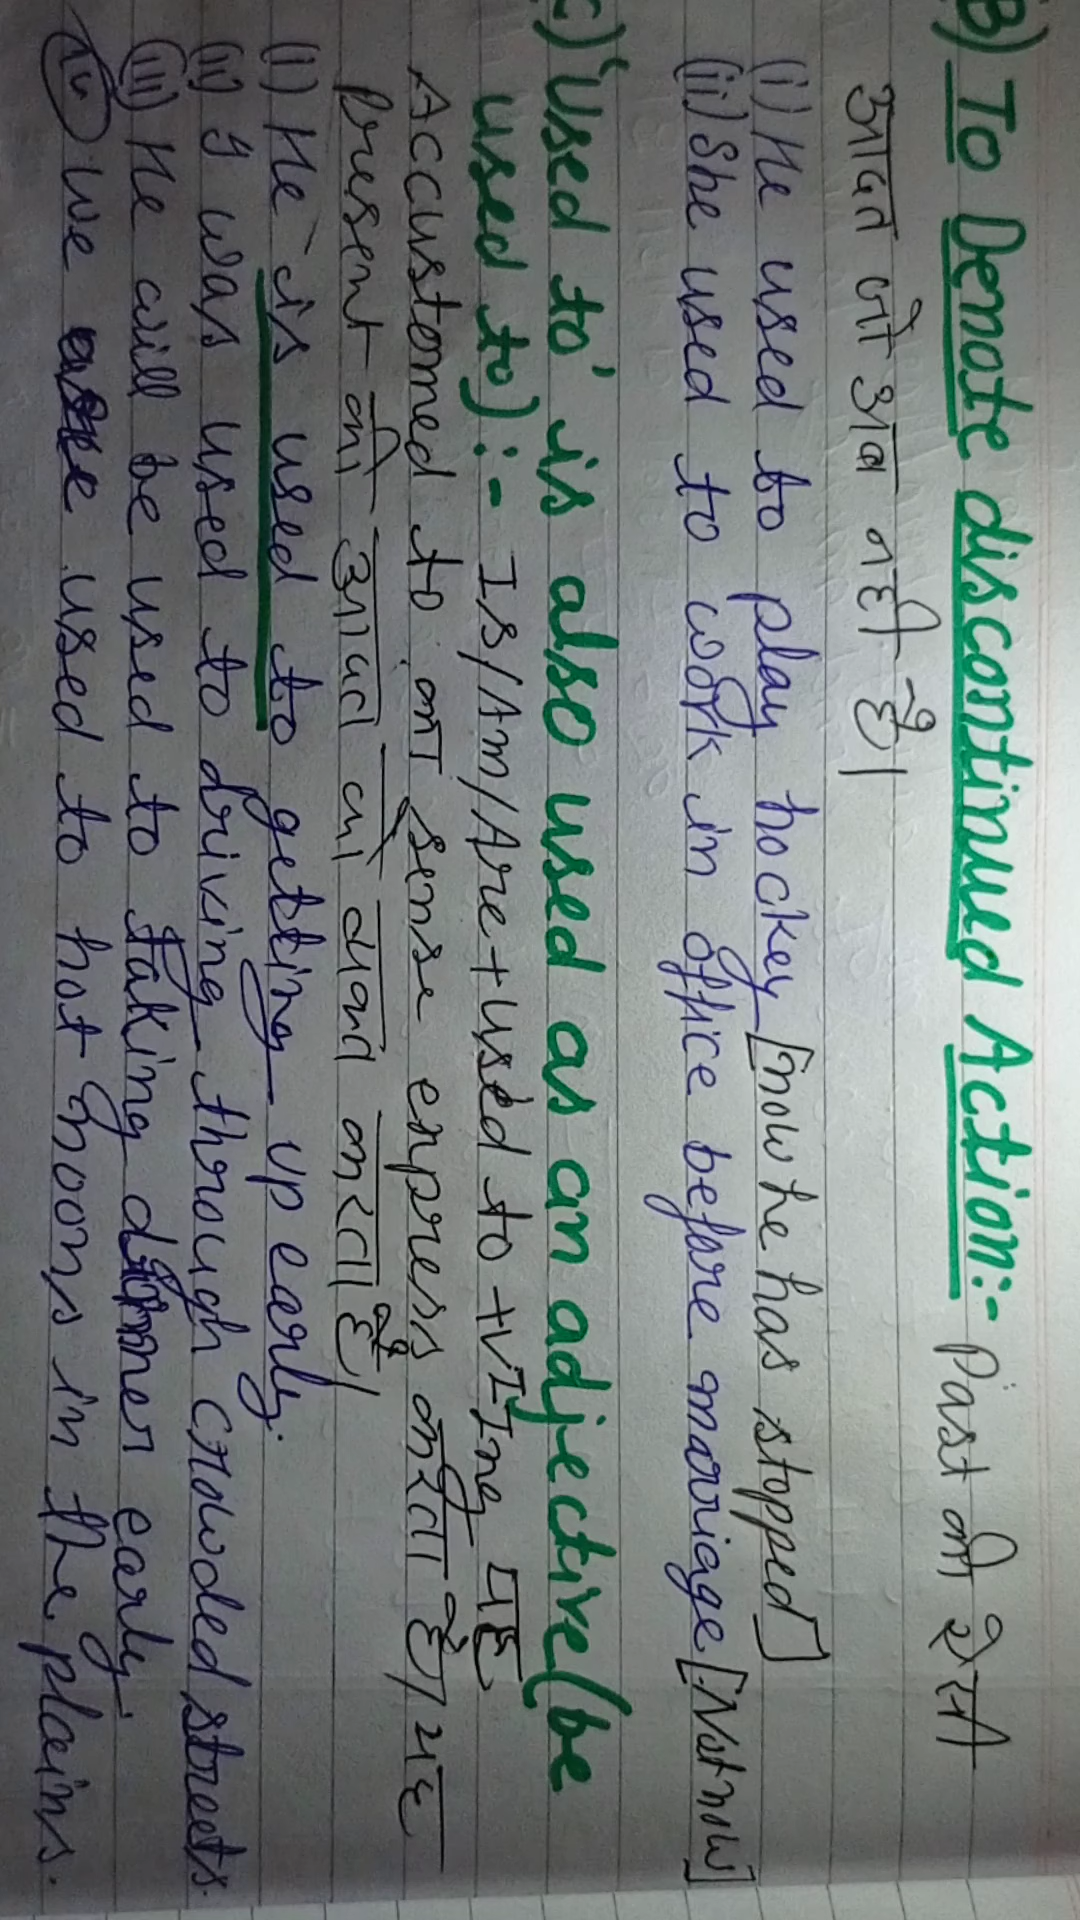 B) To Denote discontinued Action:- Past की ऐसी
आदत जो अब नहीं है।
(i) He used to play hockey [now he has stopped]
(ii) She used to work in office before marriage [Not now]
C) 'Used to' is also used as an adjective (be
used to) :- Is/Am/Are + used to + VI Ing यह
Accustomed to का sense enpress करता है। यह
Present की आदत को व्यक्त करता है।
(i) He is used to getting up early.
(ii) I was used to driving through crowded streets.
(iii) He will be used to taking dinner early.
(iv) We are used to hot noons in the plains.